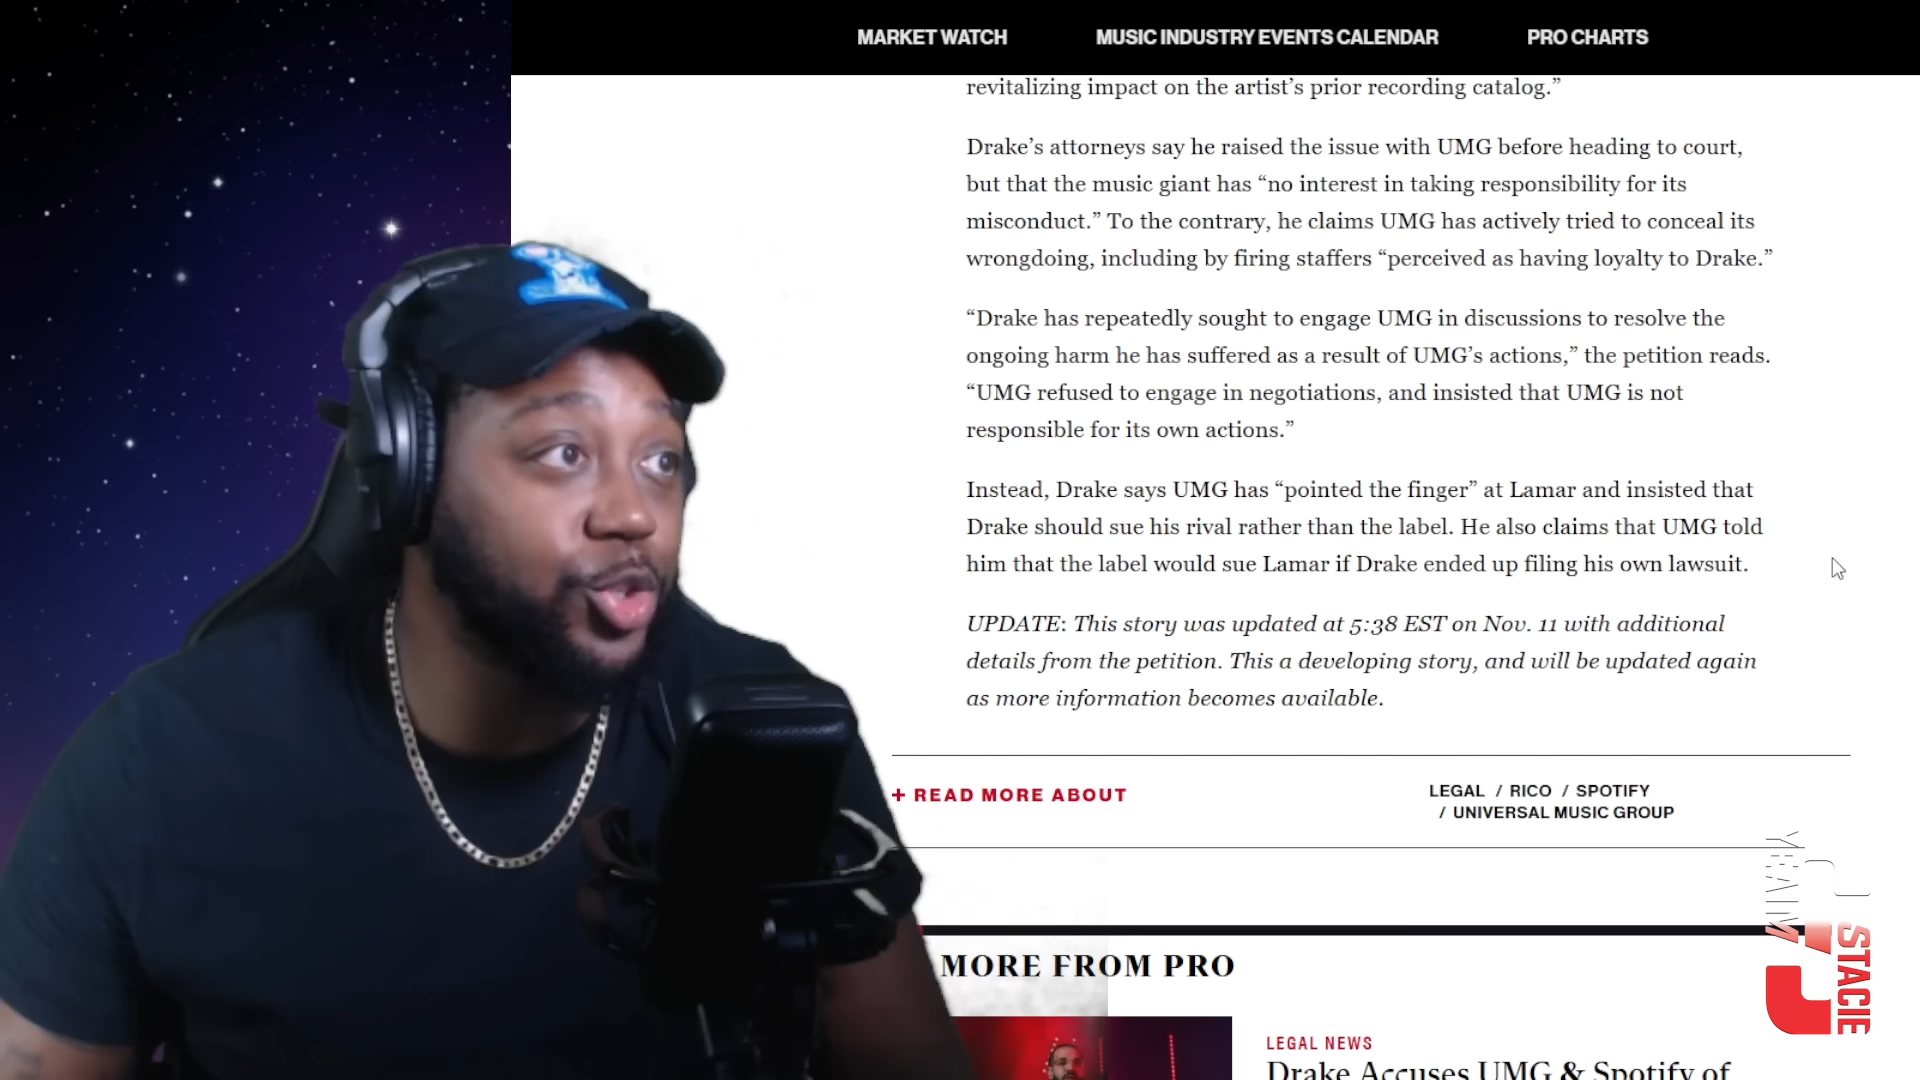 MARKET WATCH MUSIC INDUSTRY EVENTS CALENDAR PRO CHARTS
revitalizing impact on the artist’s prior recording catalog.”
Drake’s attorneys say he raised the issue with UMG before heading to court,
but that the music giant has “no interest in taking responsibility for its
misconduct.” To the contrary, he claims UMG has actively tried to conceal its
wrongdoing, including by firing staffers “perceived as having loyalty to Drake.”
“Drake has repeatedly sought to engage UMG in discussions to resolve the
ongoing harm he has suffered as a result of UMG’s actions,” the petition reads.
“UMG refused to engage in negotiations, and insisted that UMG is not
responsible for its own actions.”
Instead, Drake says UMG has “pointed the finger” at Lamar and insisted that
Drake should sue his rival rather than the label. He also claims that UMG told
him that the label would sue Lamar if Drake ended up filing his own lawsuit.
UPDATE: This story was updated at 5:38 EST on Nov. 11 with additional
details from the petition. This a developing story, and will be updated again
as more information becomes available.
+ READ MORE ABOUT
LEGAL / RICO / SPOTIFY
/ UNIVERSAL MUSIC GROUP
MORE FROM PRO
LEGAL NEWS
Drake Accuses UMG & Spotify of
STACIE